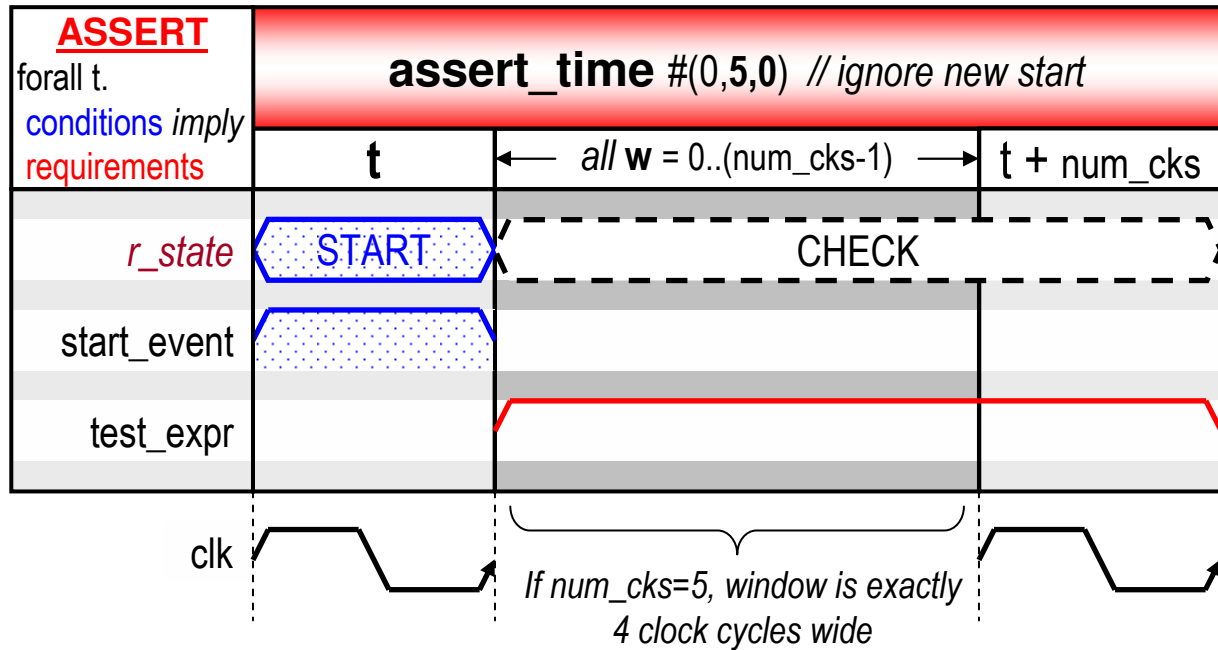 ASSERT
forall t.
conditions imply
requirements
assert_time #(0,5,0) // ignore new start
t
all w = 0..(num_cks-1)
t + num_cks
r_state
START
CHECK
start_event
test_expr
clk
If num_cks=5, window is exactly
4 clock cycles wide